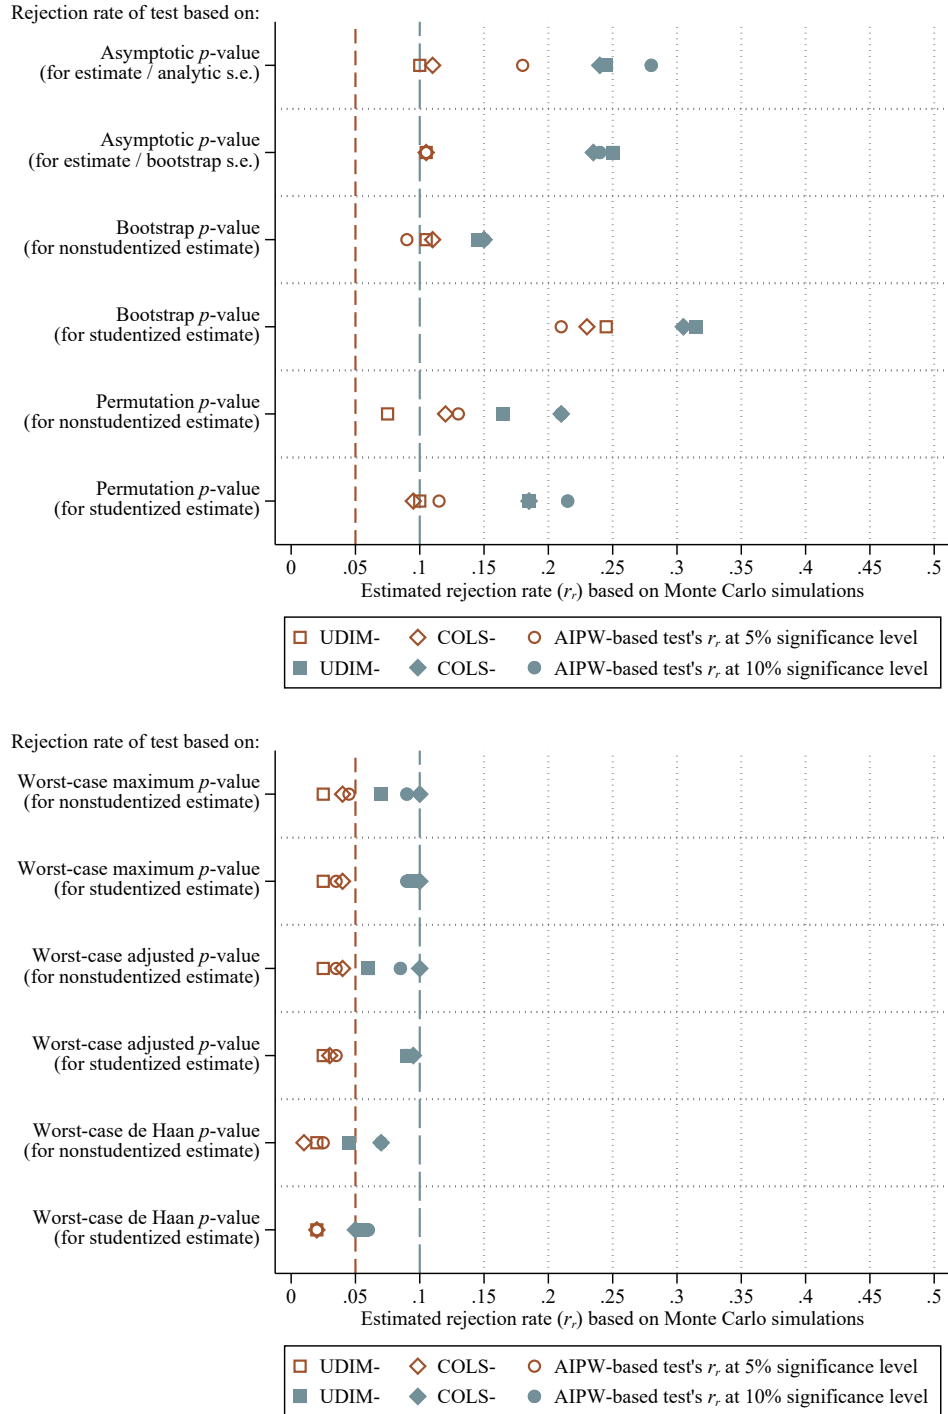 Rejection rate of test based on:
Asymptotic p-value
(for estimate / analytic s.e.)
Asymptotic p-value
(for estimate / bootstrap s.e.)
Bootstrap p-value
(for nonstudentized estimate)
Bootstrap p-value
(for studentized estimate)
Permutation p-value
(for nonstudentized estimate)
Permutation p-value
(for studentized estimate)
0 .05 .1 .15 .2 .25 .3 .35 .4 .45 .5
Estimated rejection rate (rᵣ) based on Monte Carlo simulations
UDIM- COLS- AIPW-based test's rᵣ at 5% significance level
UDIM- COLS- AIPW-based test's rᵣ at 10% significance level
Rejection rate of test based on:
Worst-case maximum p-value
(for nonstudentized estimate)
Worst-case maximum p-value
(for studentized estimate)
Worst-case adjusted p-value
(for nonstudentized estimate)
Worst-case adjusted p-value
(for studentized estimate)
Worst-case de Haan p-value
(for nonstudentized estimate)
Worst-case de Haan p-value
(for studentized estimate)
0 .05 .1 .15 .2 .25 .3 .35 .4 .45 .5
Estimated rejection rate (rᵣ) based on Monte Carlo simulations
UDIM- COLS- AIPW-based test's rᵣ at 5% significance level
UDIM- COLS- AIPW-based test's rᵣ at 10% significance level